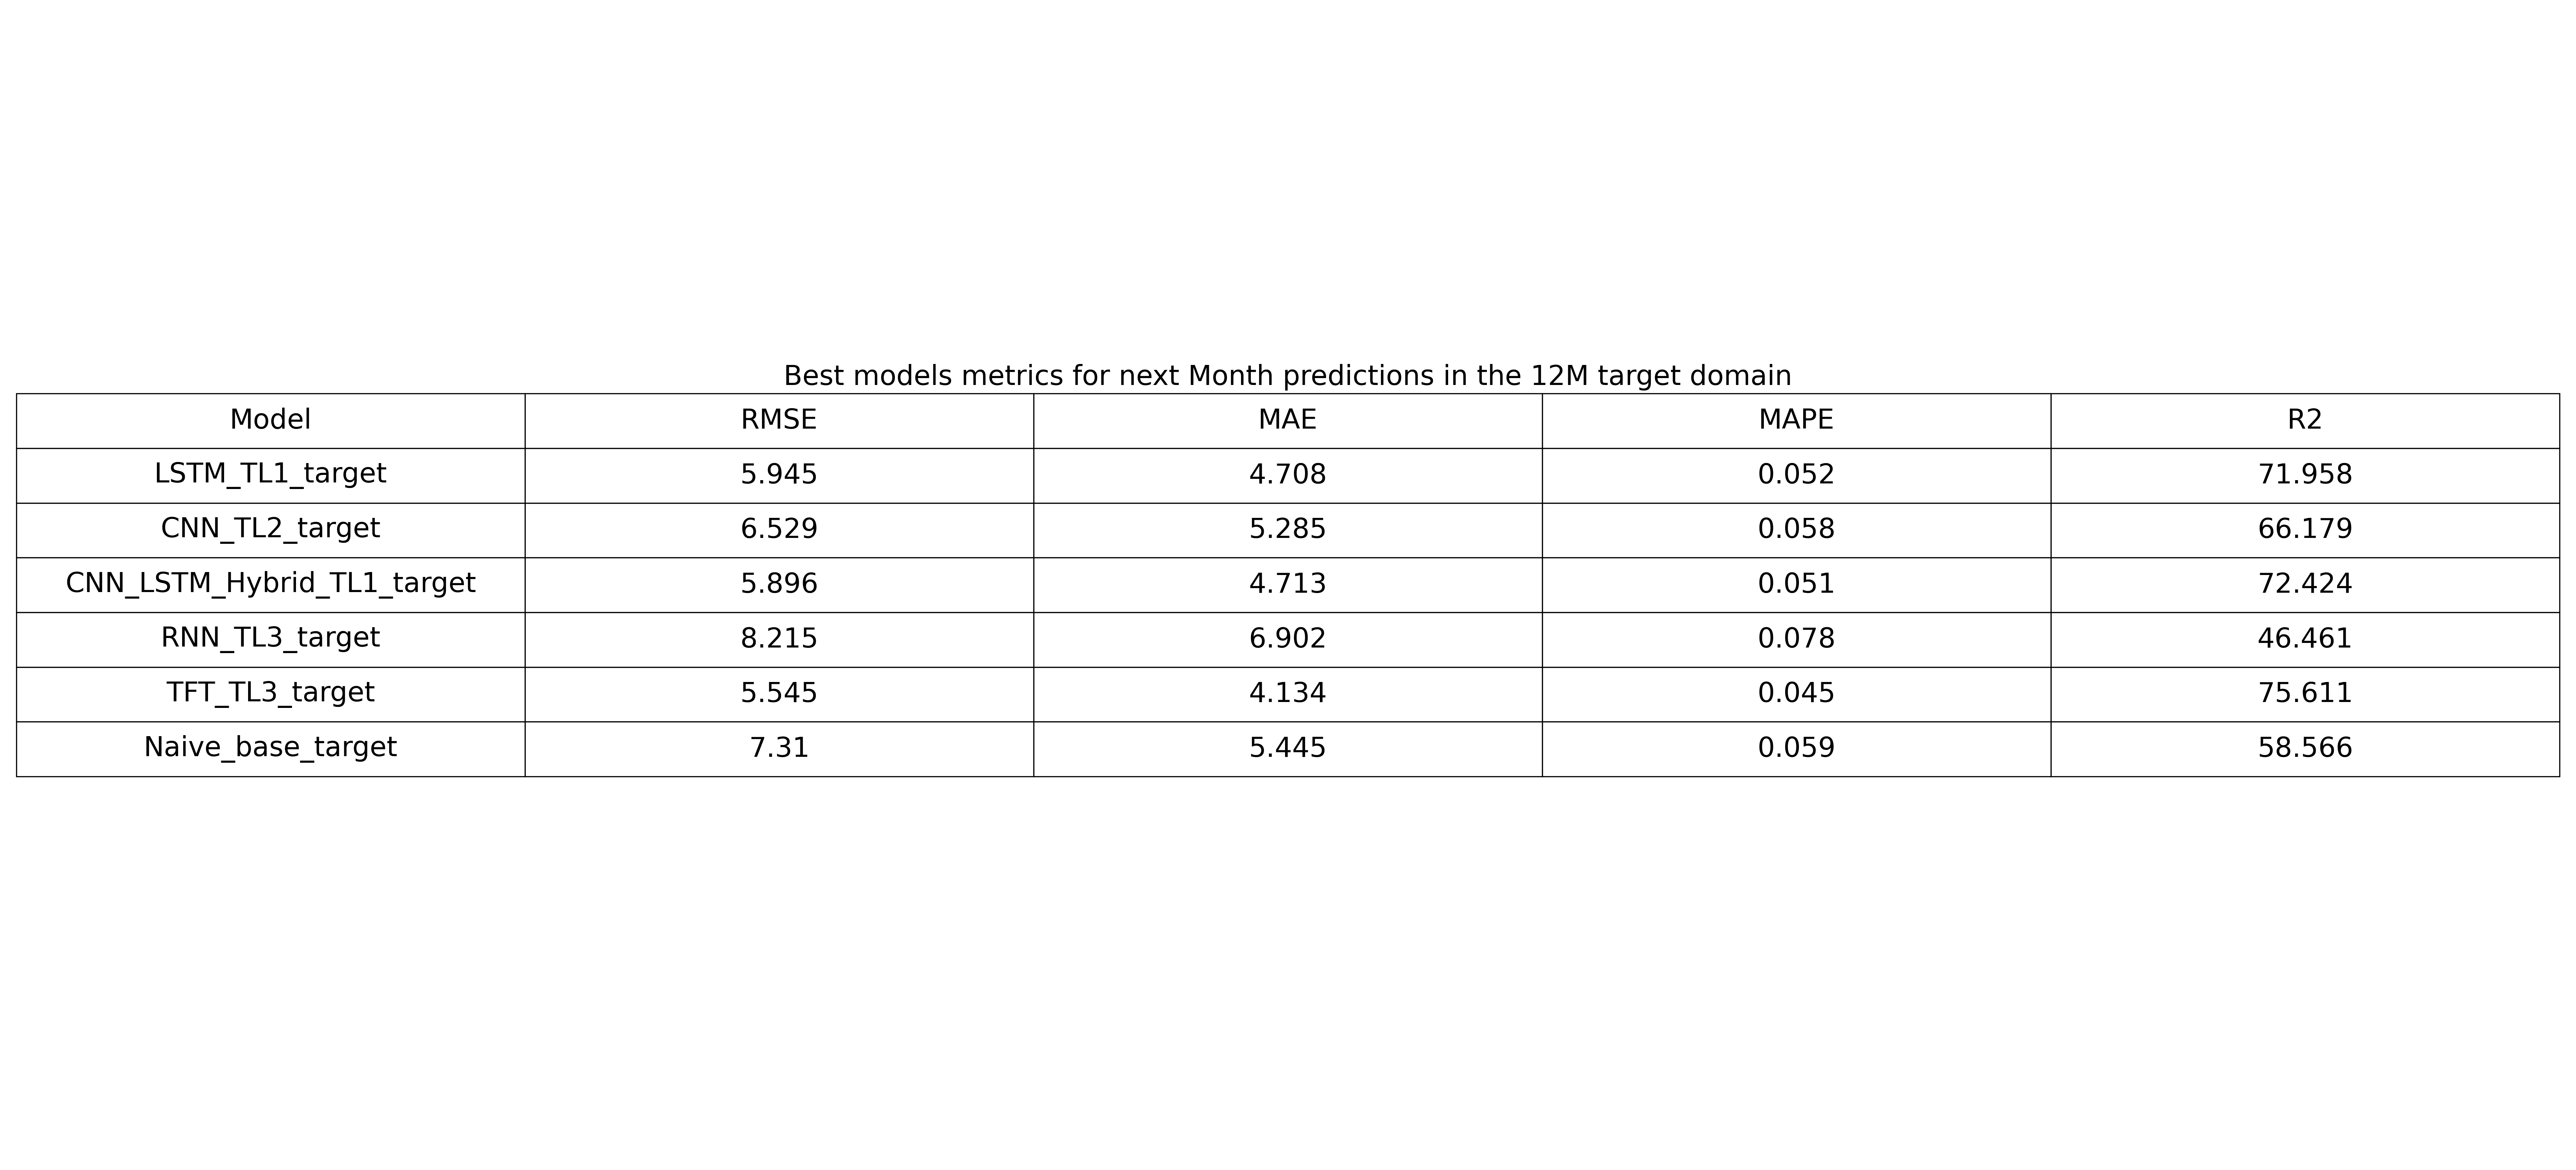 Best models metrics for next Month predictions in the 12M target domain
Model RMSE MAE MAPE R2
LSTM_TL1_target 5.945 4.708 0.052 71.958
CNN_TL2_target 6.529 5.285 0.058 66.179
CNN_LSTM_Hybrid_TL1_target 5.896 4.713 0.051 72.424
RNN_TL3_target 8.215 6.902 0.078 46.461
TFT_TL3_target 5.545 4.134 0.045 75.611
Naive_base_target 7.31 5.445 0.059 58.566